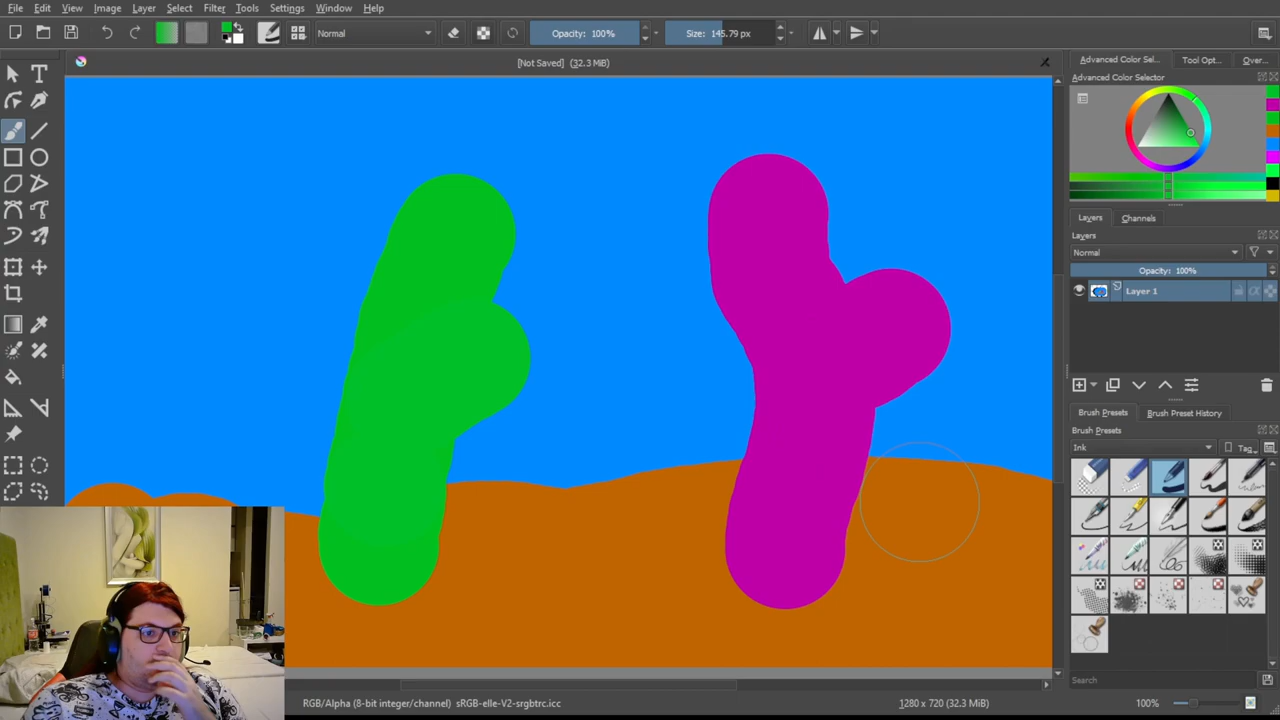 File Edit View Image Layer Select Filter Tools Settings Window Help
Normal Opacity: 100% Size: 145.79 px
[Not Saved] (32.3 MiB)
Advanced Color Sel... Tool Opt... Over...
Advanced Color Selector
Layers Channels
Layers
Normal
Opacity: 100%
Layer 1
Brush Presets Brush Preset History
Brush Presets
Ink Tag
Search
RGB/Alpha (8-bit integer/channel) sRGB-elle-V2-srgbtrc.icc 1280 x 720 (32.3 MiB) 100%